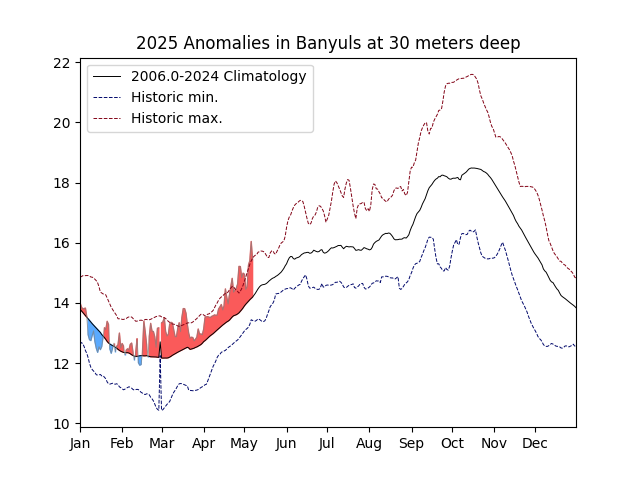 2025 Anomalies in Banyuls at 30 meters deep
2006.0-2024 Climatology
Historic min.
Historic max.
22
20
18
16
14
12
10
Jan Feb Mar Apr May Jun Jul Aug Sep Oct Nov Dec